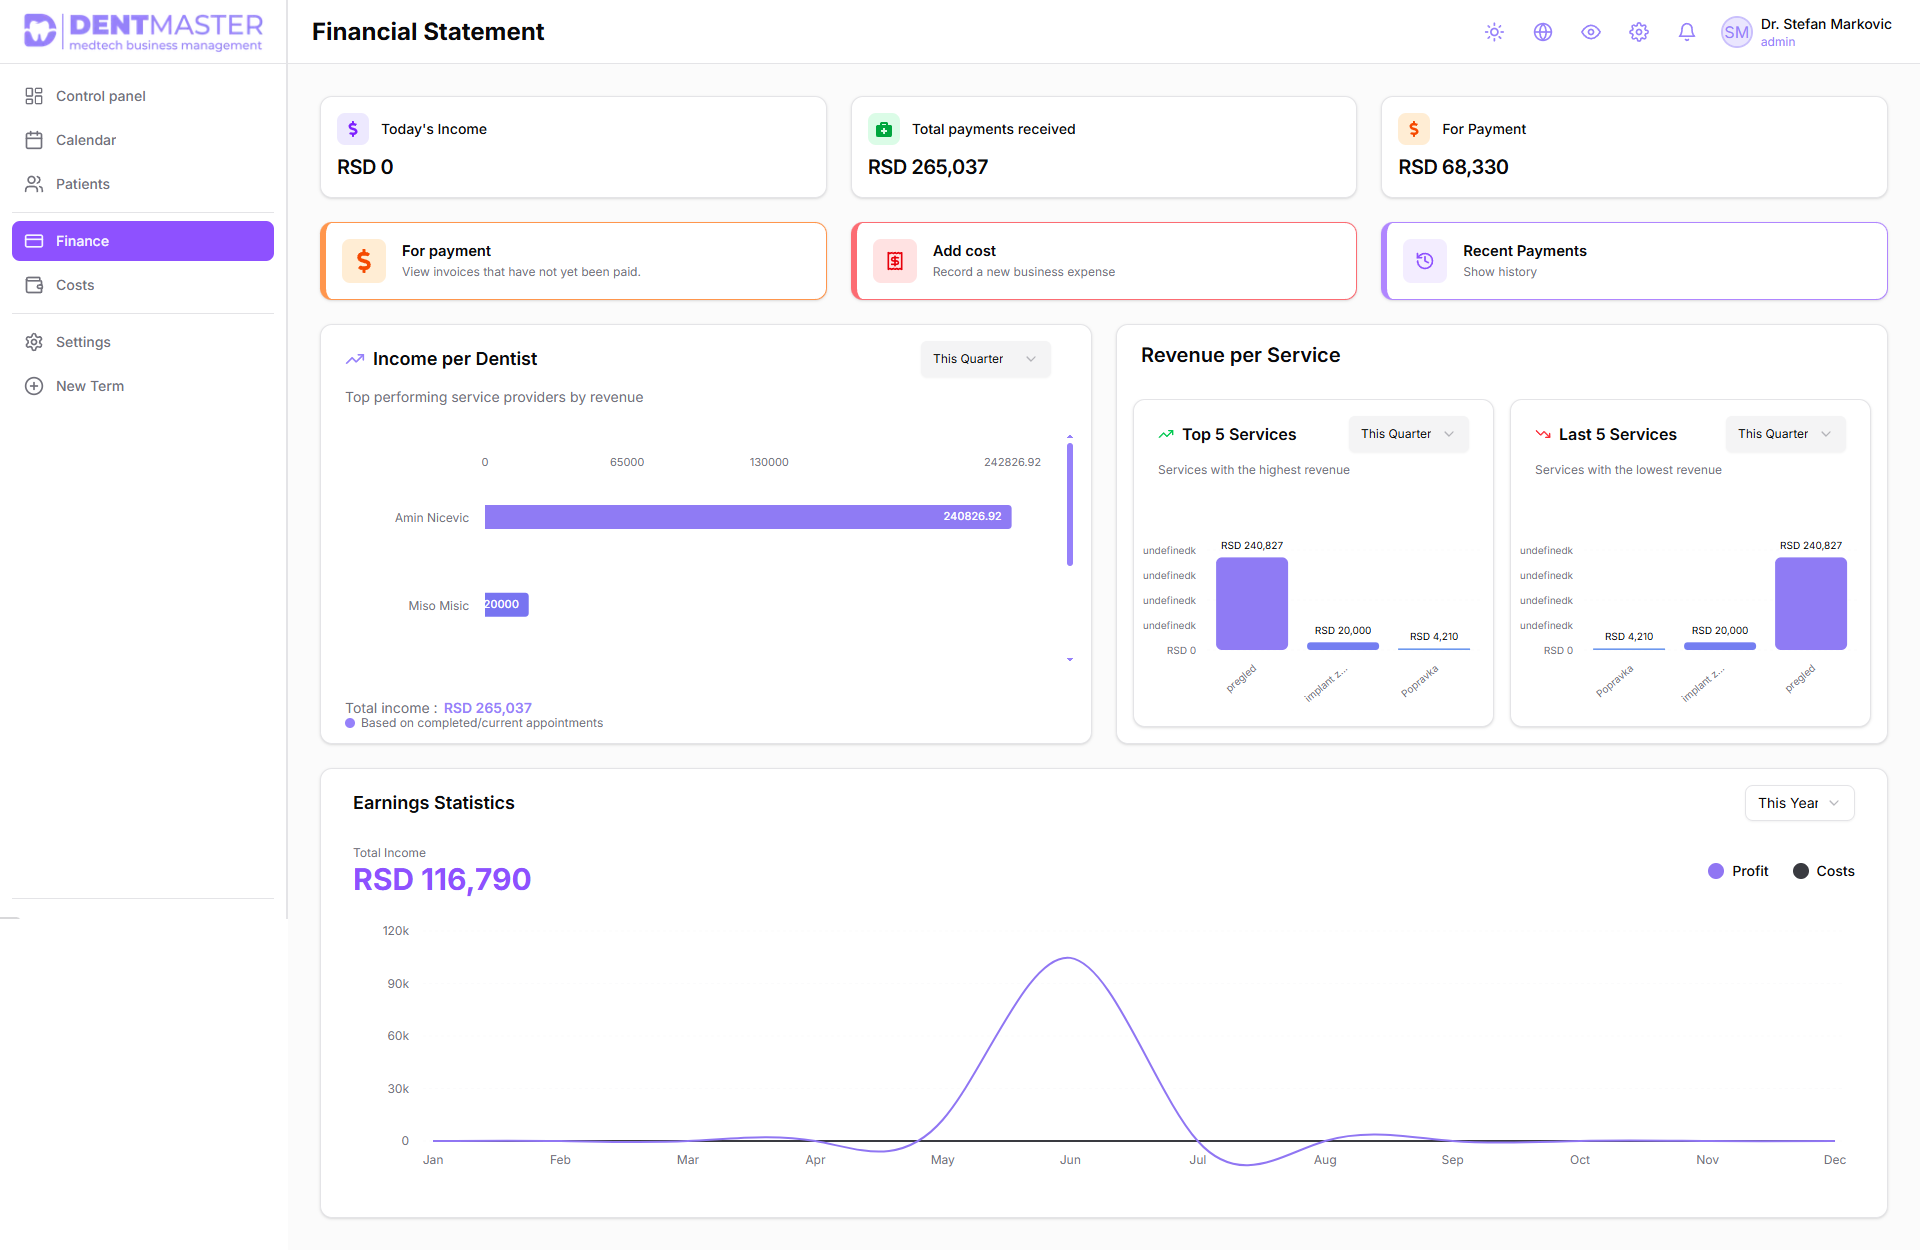 DENTMASTER
medtech business management
Financial Statement
SM
Dr. Stefan Markovic
admin
Control panel
Calendar
Patients
Finance
Costs
Settings
New Term
Today's Income
RSD 0
Total payments received
RSD 265,037
For Payment
RSD 68,330
For payment
View invoices that have not yet been paid.
Add cost
Record a new business expense
Recent Payments
Show history
Income per Dentist
This Quarter
Top performing service providers by revenue
0 65000 130000 242826.92
Amin Nicevic 240826.92
Miso Misic 20000
Total income : RSD 265,037
Based on completed/current appointments
Revenue per Service
Top 5 Services
This Quarter
Services with the highest revenue
undefinedk
undefinedk
undefinedk
undefinedk
RSD 0
RSD 240,827
RSD 20,000
RSD 4,210
pregled
implant z...
Popravka
Last 5 Services
This Quarter
Services with the lowest revenue
undefinedk
undefinedk
undefinedk
undefinedk
RSD 0
RSD 4,210
RSD 20,000
RSD 240,827
Popravka
implant z...
pregled
Earnings Statistics
This Year
Total Income
RSD 116,790
Profit
Costs
120k
90k
60k
30k
0
Jan Feb Mar Apr May Jun Jul Aug Sep Oct Nov Dec